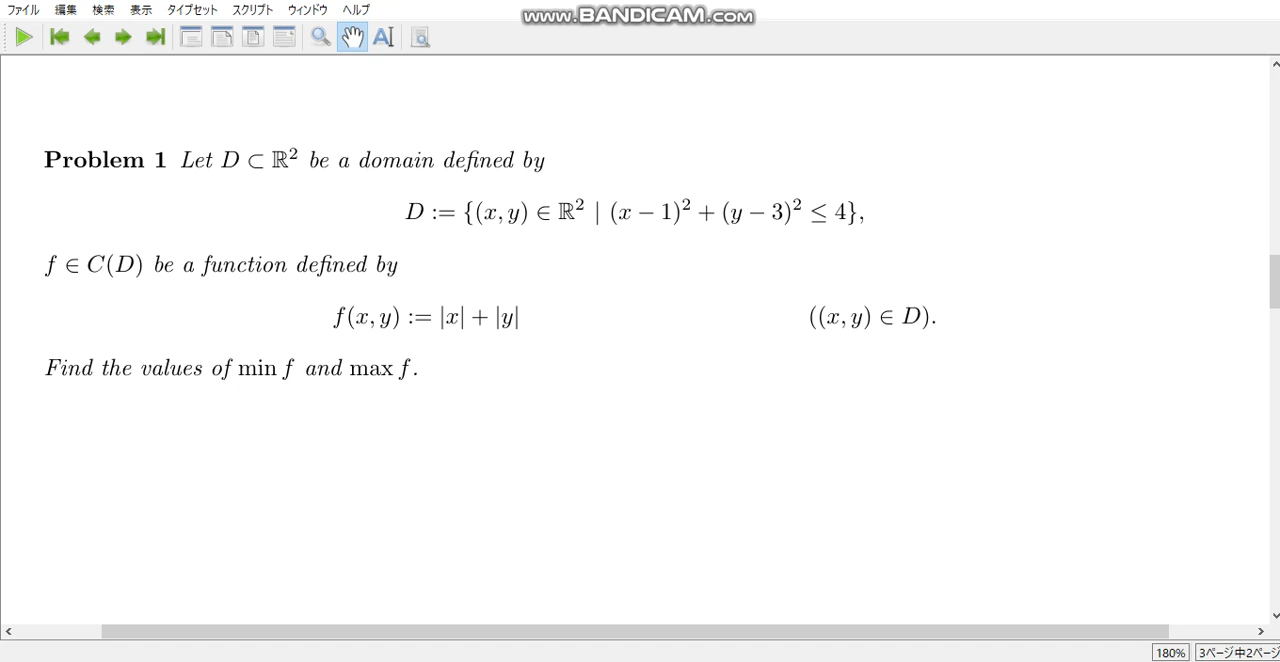 ファイル 編集 検索 表示 タイプセット スクリプト ウィンドウ ヘルプ
www.BANDICAM.com
Problem 1 Let D ⊂ ℝ² be a domain defined by
D := {(x, y) ∈ ℝ² | (x − 1)² + (y − 3)² ≤ 4},
f ∈ C(D) be a function defined by
f(x, y) := |x| + |y| ((x, y) ∈ D).
Find the values of min f and max f.
180% 3ページ中2ページ